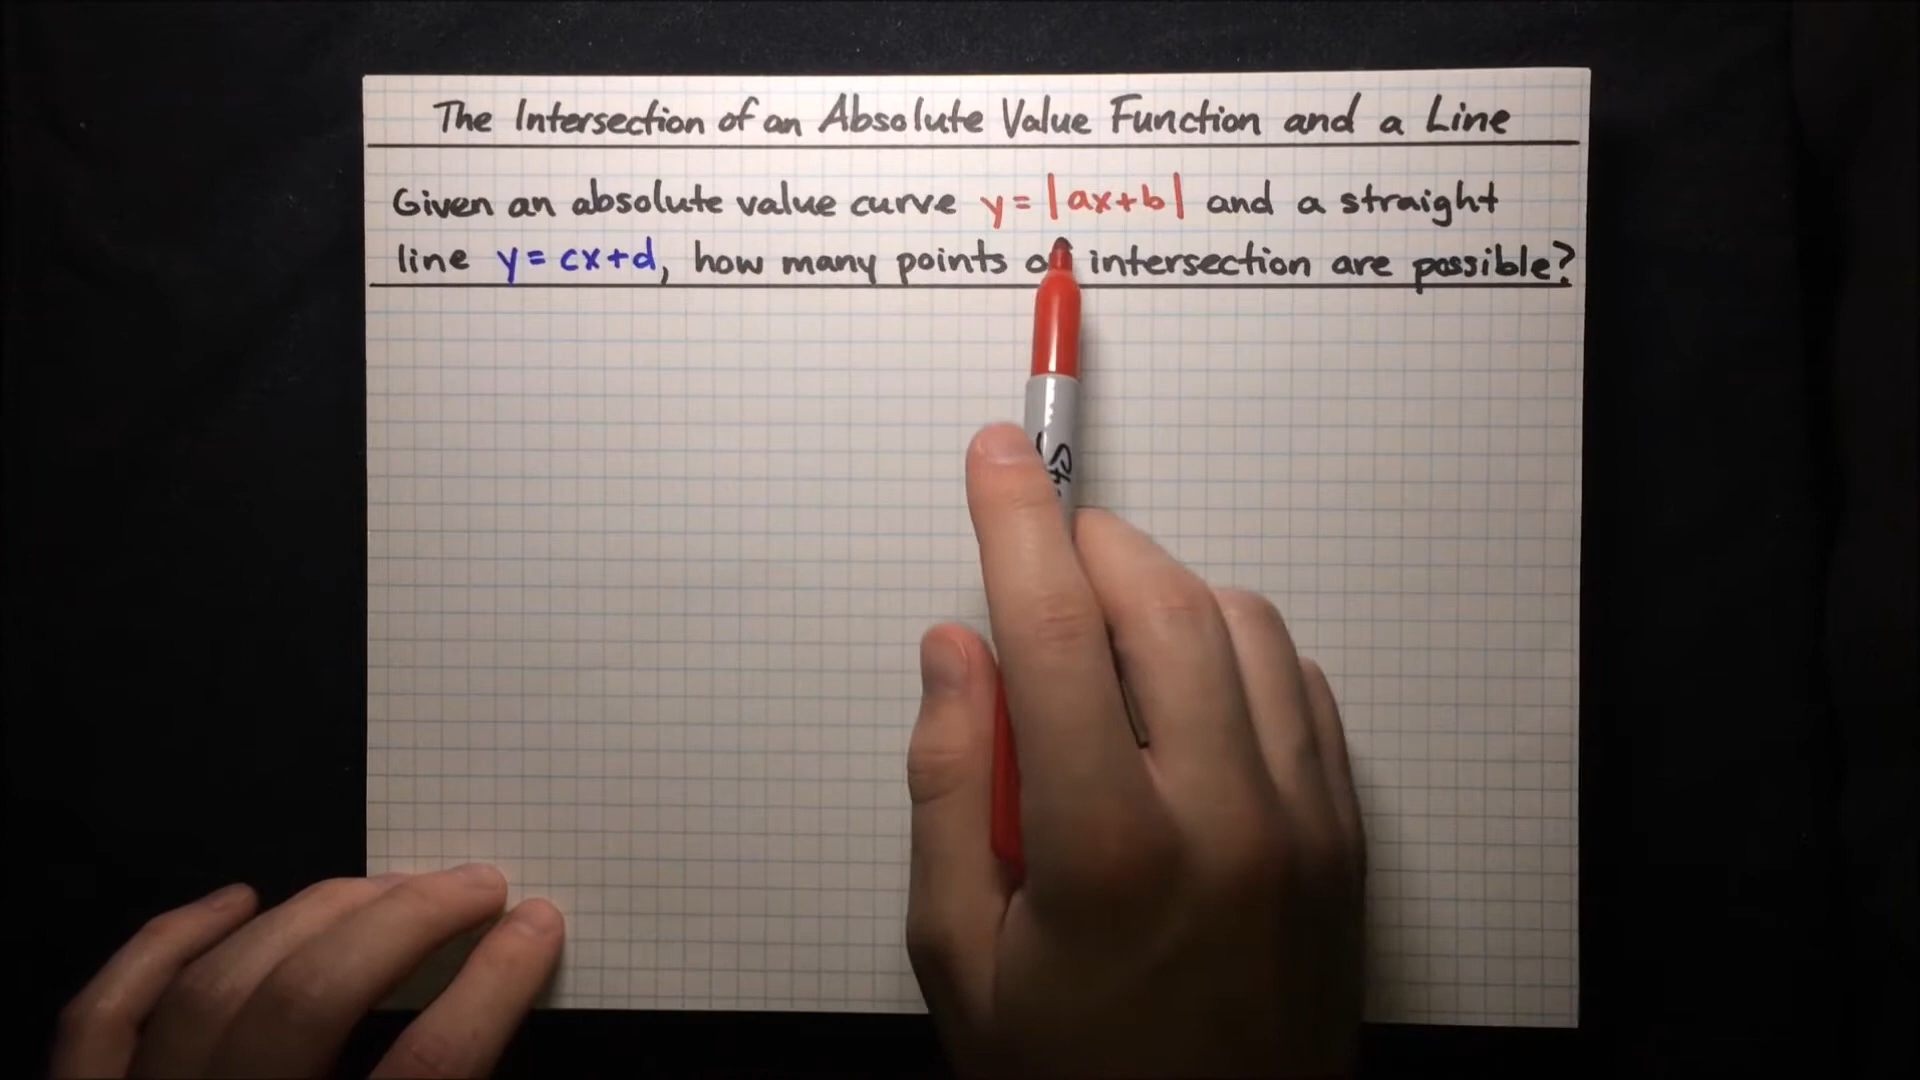 The Intersection of an Absolute Value Function and a Line
Given an absolute value curve y = |ax+b| and a straight
line y = cx+d, how many points intersection are possible?